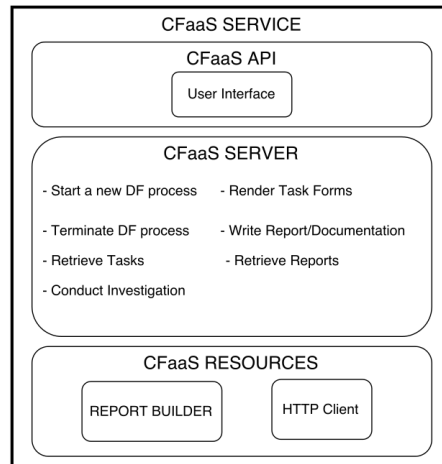 CFaaS SERVICE
CFaaS API
User Interface
CFaaS SERVER
- Start a new DF process - Render Task Forms
- Terminate DF process - Write Report/Documentation
- Retrieve Tasks - Retrieve Reports
- Conduct Investigation
CFaaS RESOURCES
REPORT BUILDER HTTP Client